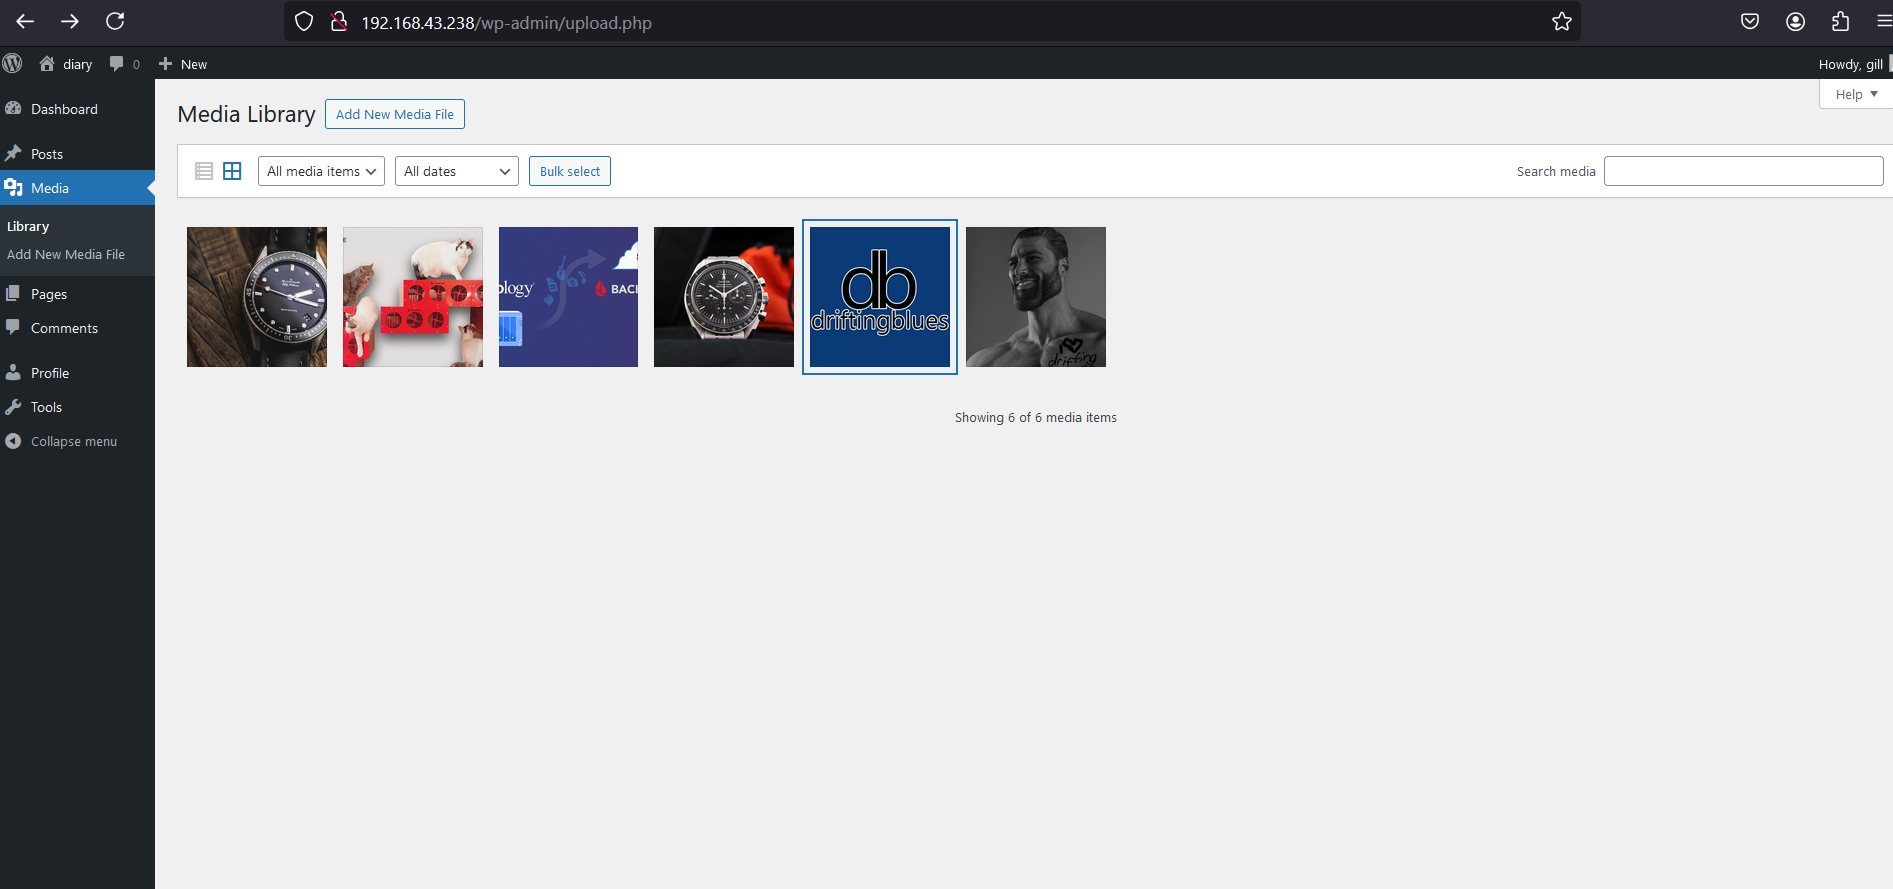 192.168.43.238/wp-admin/upload.php
diary 0 New
Howdy, gill
Help
Dashboard
Posts
Media
Library
Add New Media File
Pages
Comments
Profile
Tools
Collapse menu
Media Library Add New Media File
All media items All dates Bulk select
Search media
ology
BACK
db
driftingblues
I
drifting
Showing 6 of 6 media items